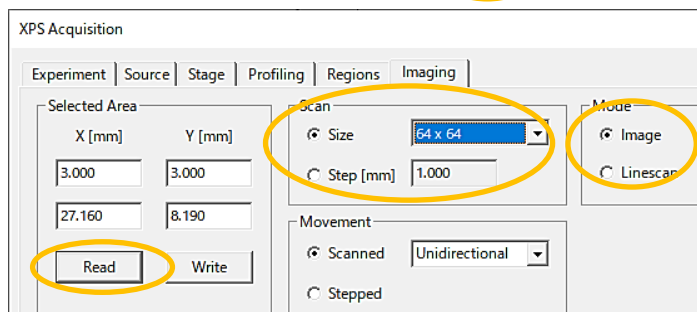 XPS Acquisition
Experiment Source Stage Profiling Regions Imaging
Selected Area
X [mm] Y [mm]
3.000 3.000
27.160 8.190
Read Write
Scan
Size 64 x 64
Step [mm] 1.000
Movement
Scanned Unidirectional
Stepped
Mode
Image
Linescan